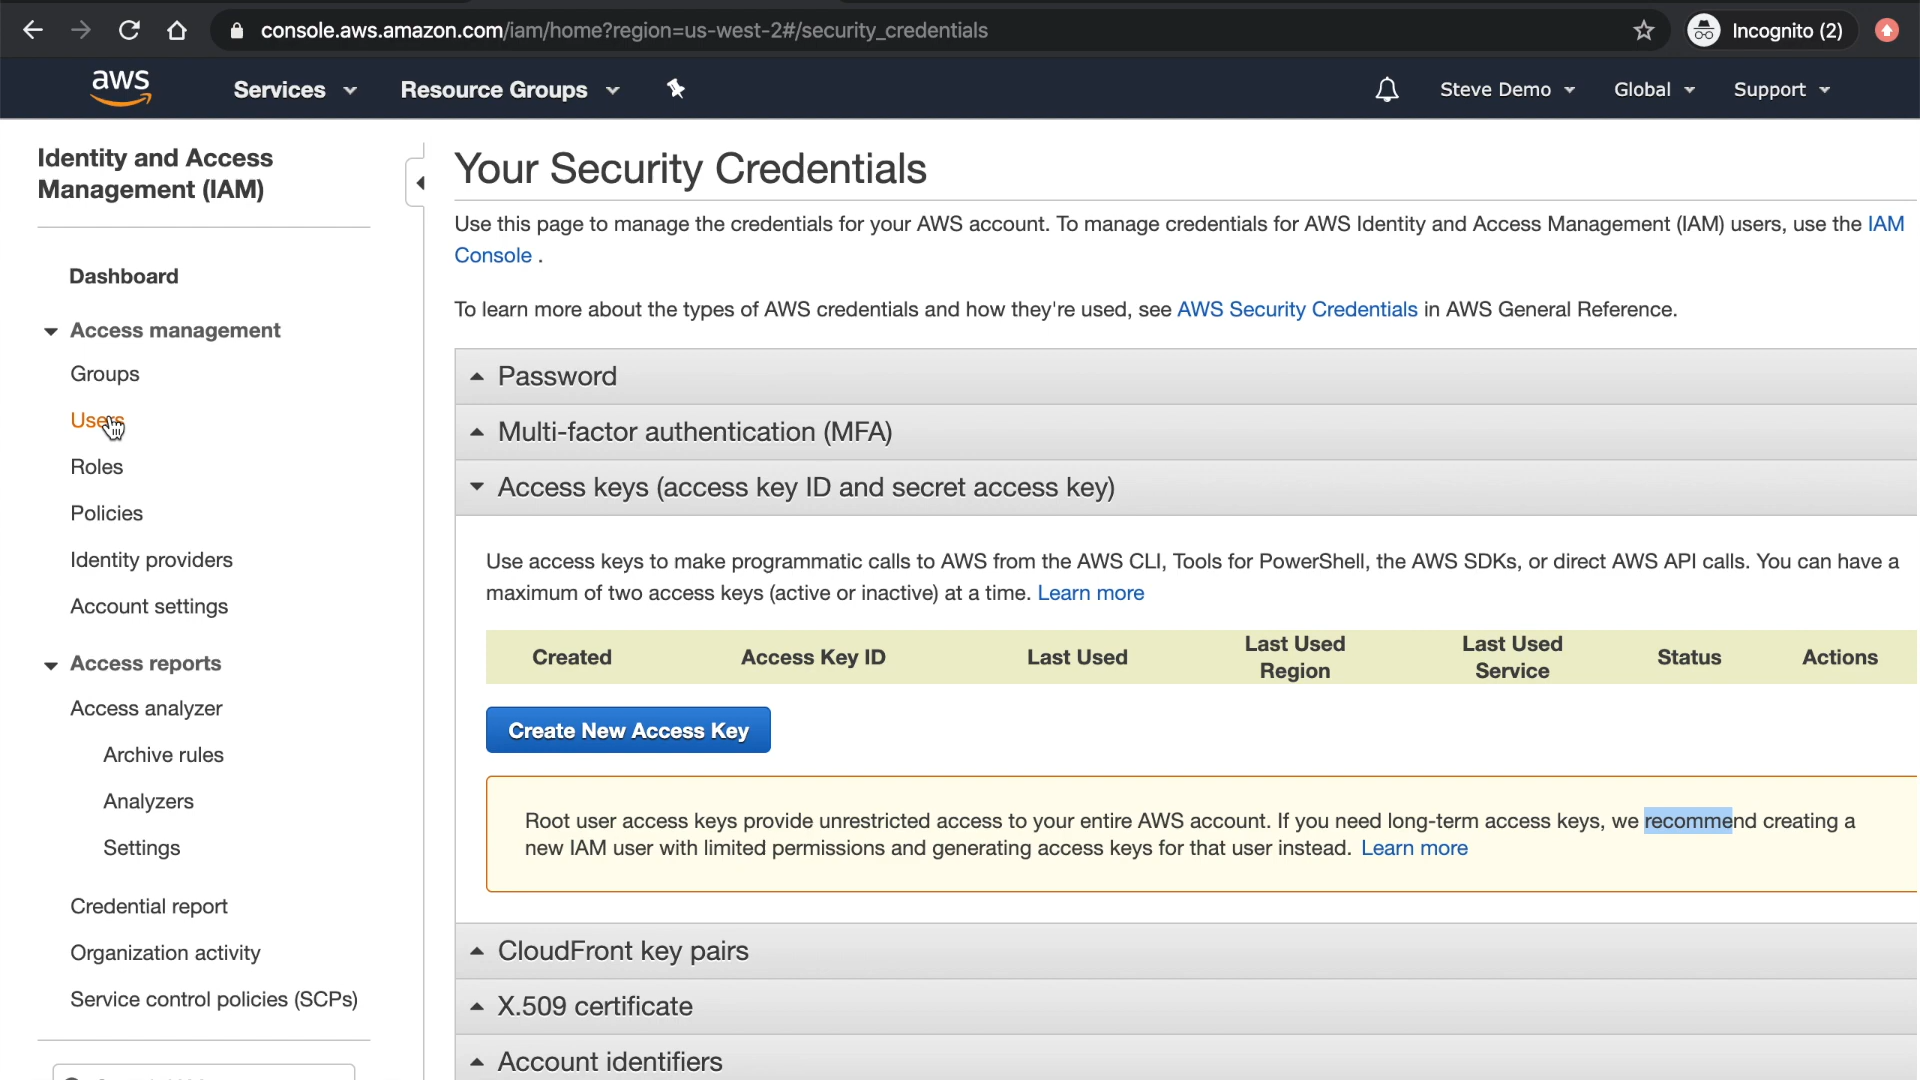 console.aws.amazon.com/iam/home?region=us-west-2#/security_credentials
Incognito (2)
aws
Services
Resource Groups
Steve Demo
Global
Support
Identity and Access
Management (IAM)
Dashboard
Access management
Groups
Users
Roles
Policies
Identity providers
Account settings
Access reports
Access analyzer
Archive rules
Analyzers
Settings
Credential report
Organization activity
Service control policies (SCPs)
Your Security Credentials
Use this page to manage the credentials for your AWS account. To manage credentials for AWS Identity and Access Management (IAM) users, use the IAM
Console .
To learn more about the types of AWS credentials and how they're used, see AWS Security Credentials in AWS General Reference.
Password
Multi-factor authentication (MFA)
Access keys (access key ID and secret access key)
Use access keys to make programmatic calls to AWS from the AWS CLI, Tools for PowerShell, the AWS SDKs, or direct AWS API calls. You can have a
maximum of two access keys (active or inactive) at a time. Learn more
Created Access Key ID Last Used Last Used Region Last Used Service Status Actions
Create New Access Key
Root user access keys provide unrestricted access to your entire AWS account. If you need long-term access keys, we recommend creating a
new IAM user with limited permissions and generating access keys for that user instead. Learn more
CloudFront key pairs
X.509 certificate
Account identifiers